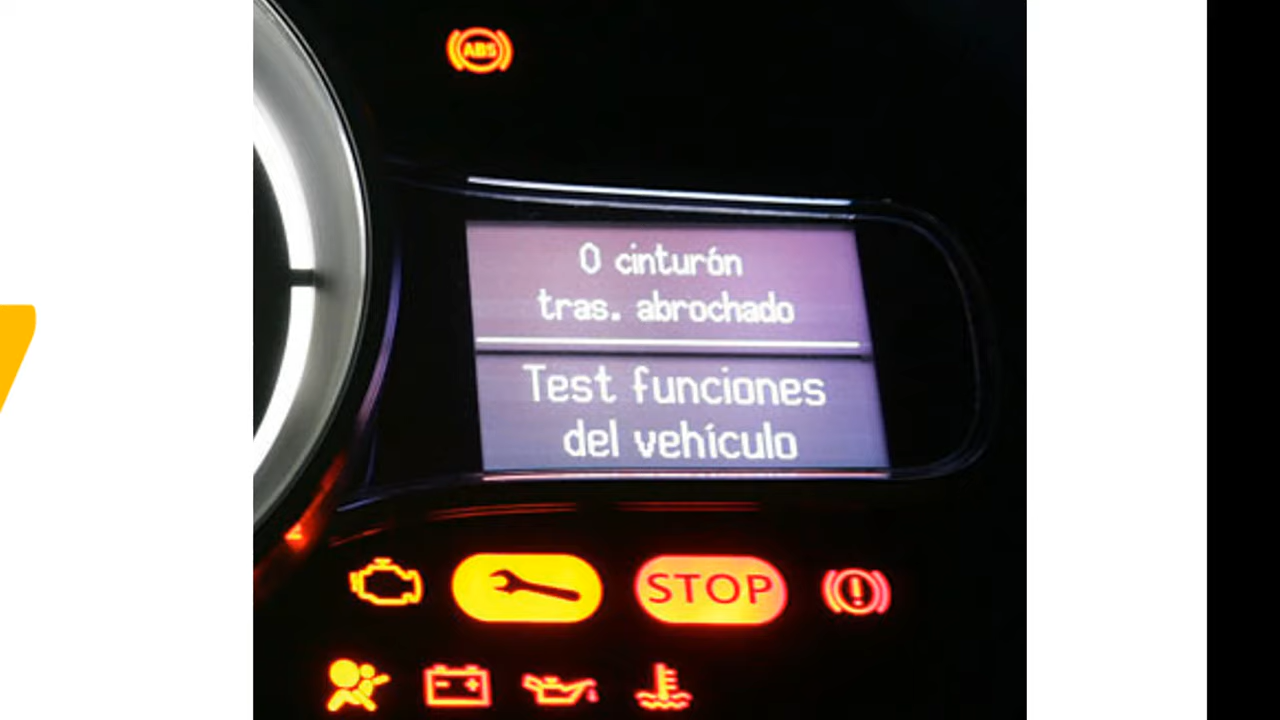 ABS
0 cinturón
tras. abrochado
Test funciones
del vehículo
STOP